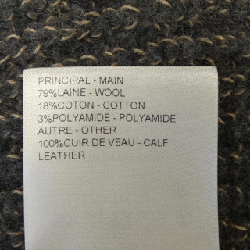 PRINCIPAL - MAIN
79%LAINE - WOOL
18%COTON - COTTON
3%POLYAMIDE - POLYAMIDE
AUTRE - OTHER
100%CUIR DE VEAU - CALF
LEATHER